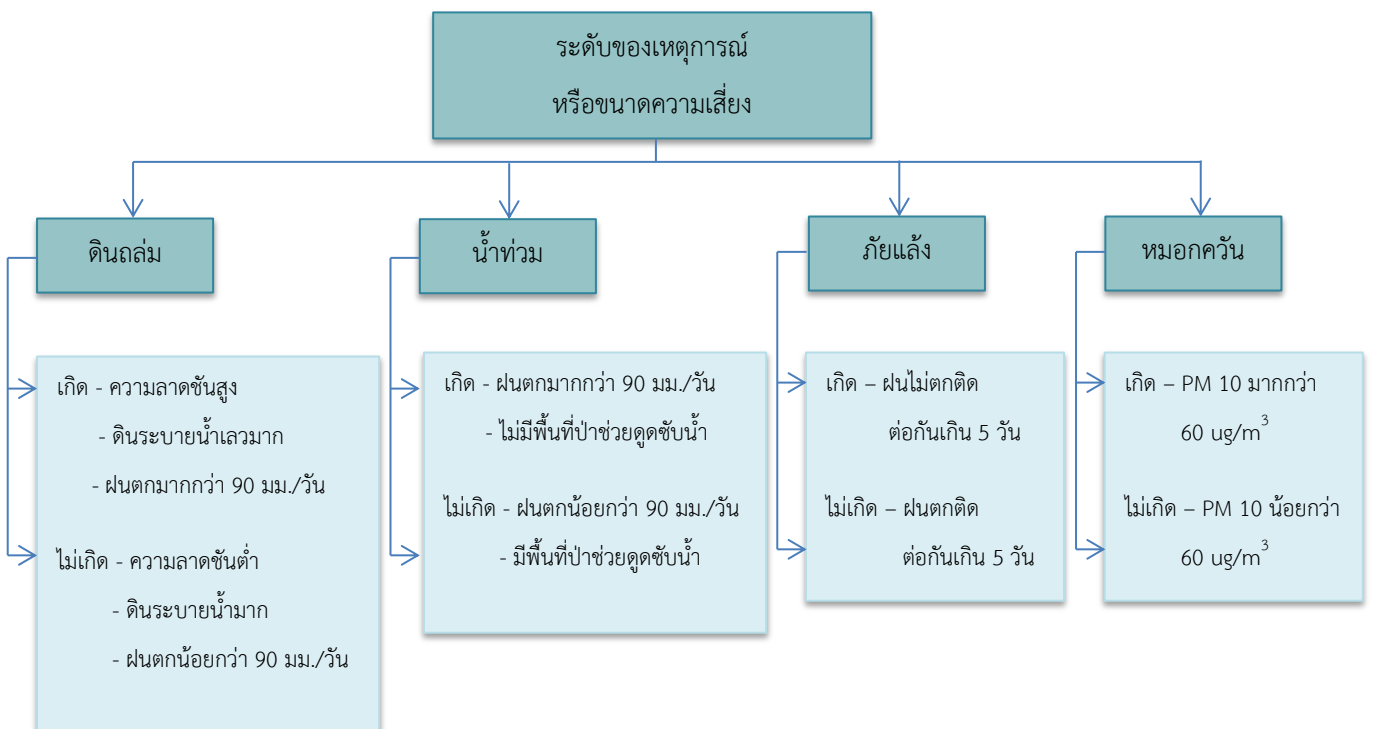 ระดับของเหตุการณ์
หรือขนาดความเสี่ยง
ดินถล่ม
เกิด - ความลาดชันสูง
- ดินระบายน้ำเลวมาก
- ฝนตกมากกว่า 90 มม./วัน
ไม่เกิด - ความลาดชันต่ำ
- ดินระบายน้ำมาก
- ฝนตกน้อยกว่า 90 มม./วัน
น้ำท่วม
เกิด - ฝนตกมากกว่า 90 มม./วัน
- ไม่มีพื้นที่ป่าช่วยดูดซับน้ำ
ไม่เกิด - ฝนตกน้อยกว่า 90 มม./วัน
- มีพื้นที่ป่าช่วยดูดซับน้ำ
ภัยแล้ง
เกิด – ฝนไม่ตกติด
ต่อกันเกิน 5 วัน
ไม่เกิด – ฝนตกติด
ต่อกันเกิน 5 วัน
หมอกควัน
เกิด – PM 10 มากกว่า
60 ug/m³
ไม่เกิด – PM 10 น้อยกว่า
60 ug/m³